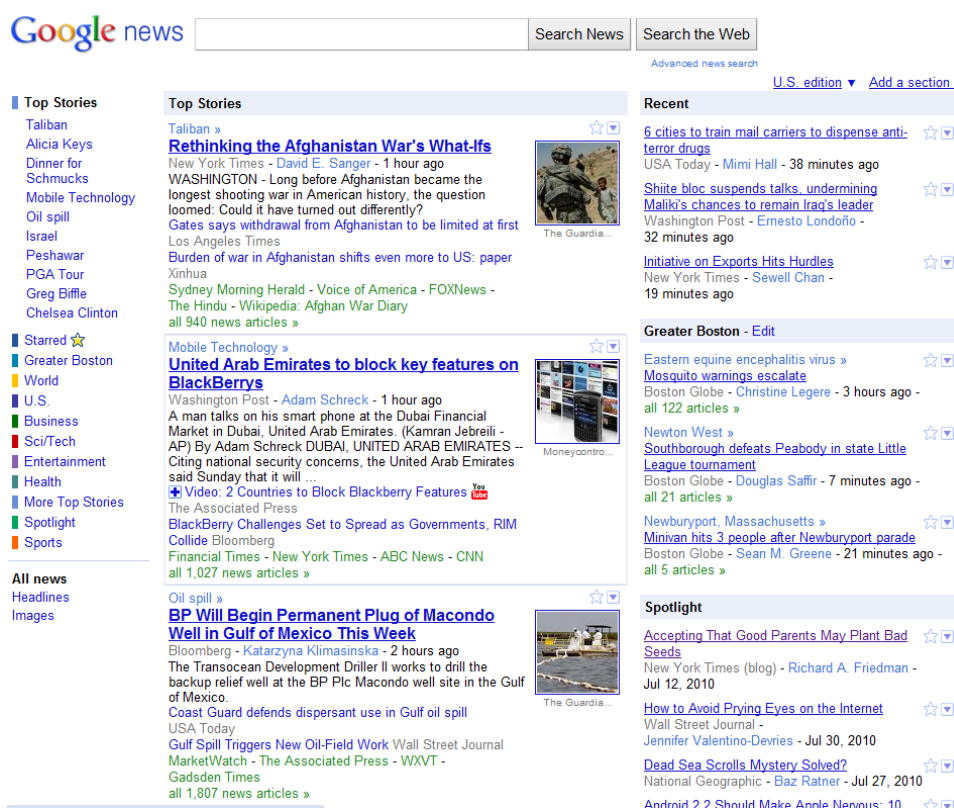 Google news
Search News
Search the Web
Advanced news search
U.S. edition ▼ Add a section
Top Stories
Taliban
Alicia Keys
Dinner for
Schmucks
Mobile Technology
Oil spill
Israel
Peshawar
PGA Tour
Greg Biffle
Chelsea Clinton
Starred
Greater Boston
World
U.S.
Business
Sci/Tech
Entertainment
Health
More Top Stories
Spotlight
Sports
All news
Headlines
Images
Top Stories
Taliban »
Rethinking the Afghanistan War's What-Ifs
New York Times - David E. Sanger - 1 hour ago
WASHINGTON - Long before Afghanistan became the
longest shooting war in American history, the question
loomed: Could it have turned out differently?
Gates says withdrawal from Afghanistan to be limited at first
Los Angeles Times
Burden of war in Afghanistan shifts even more to US: paper
Xinhua
Sydney Morning Herald - Voice of America - FOXNews -
The Hindu - Wikipedia: Afghan War Diary
all 940 news articles »
The Guardia...
Mobile Technology »
United Arab Emirates to block key features on
BlackBerrys
Washington Post - Adam Schreck - 1 hour ago
A man talks on his smart phone at the Dubai Financial
Market in Dubai, United Arab Emirates. (Kamran Jebreili -
AP) By Adam Schreck DUBAI, UNITED ARAB EMIRATES --
Citing national security concerns, the United Arab Emirates
said Sunday that it will ...
Video: 2 Countries to Block Blackberry Features You Tube
The Associated Press
BlackBerry Challenges Set to Spread as Governments, RIM
Collide Bloomberg
Financial Times - New York Times - ABC News - CNN
all 1,027 news articles »
Moneycontro...
Oil spill »
BP Will Begin Permanent Plug of Macondo
Well in Gulf of Mexico This Week
Bloomberg - Katarzyna Klimasinska - 2 hours ago
The Transocean Development Driller II works to drill the
backup relief well at the BP Plc Macondo well site in the Gulf
of Mexico.
Coast Guard defends dispersant use in Gulf oil spill
USA Today
Gulf Spill Triggers New Oil-Field Work Wall Street Journal
MarketWatch - The Associated Press - WXVT -
Gadsden Times
all 1,807 news articles »
The Guardia...
Recent
6 cities to train mail carriers to dispense anti-
terror drugs
USA Today - Mimi Hall - 38 minutes ago
Shiite bloc suspends talks, undermining
Maliki's chances to remain Iraq's leader
Washington Post - Ernesto Londoño -
32 minutes ago
Initiative on Exports Hits Hurdles
New York Times - Sewell Chan -
19 minutes ago
Greater Boston - Edit
Eastern equine encephalitis virus »
Mosquito warnings escalate
Boston Globe - Christine Legere - 3 hours ago -
all 122 articles »
Newton West »
Southborough defeats Peabody in state Little
League tournament
Boston Globe - Douglas Saffir - 7 minutes ago -
all 21 articles »
Newburyport, Massachusetts »
Minivan hits 3 people after Newburyport parade
Boston Globe - Sean M. Greene - 21 minutes ago -
all 5 articles »
Spotlight
Accepting That Good Parents May Plant Bad
Seeds
New York Times (blog) - Richard A. Friedman -
Jul 12, 2010
How to Avoid Prying Eyes on the Internet
Wall Street Journal -
Jennifer Valentino-Devries - Jul 30, 2010
Dead Sea Scrolls Mystery Solved?
National Geographic - Baz Ratner - Jul 27, 2010
Android 2.2 Should Make Apple Nervous: 10